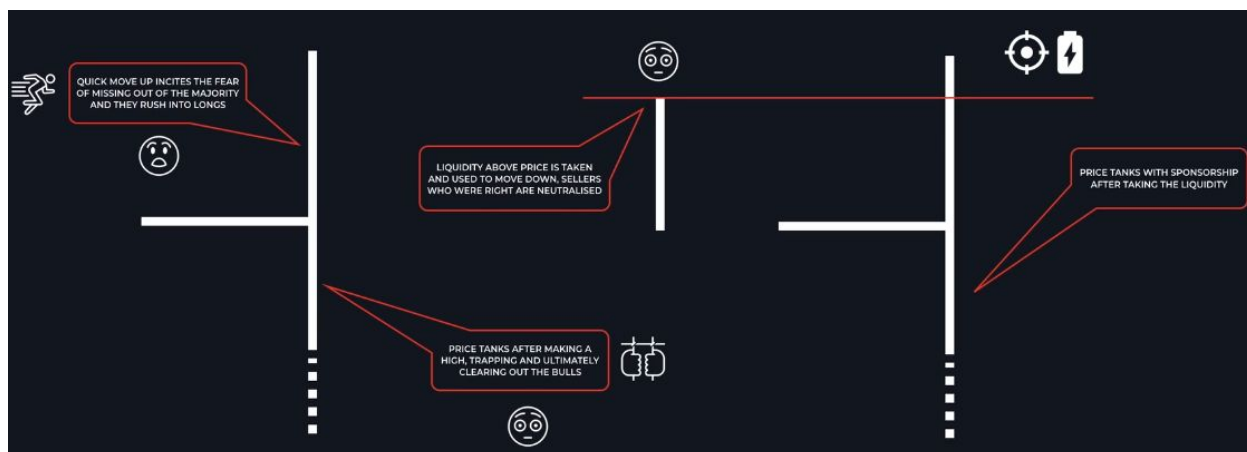 QUICK MOVE UP INCITES THE FEAR
OF MISSING OUT OF THE MAJORITY
AND THEY RUSH INTO LONGS
LIQUIDITY ABOVE PRICE IS TAKEN
AND USED TO MOVE DOWN, SELLERS
WHO WERE RIGHT ARE NEUTRALISED
PRICE TANKS WITH SPONSORSHIP
AFTER TAKING THE LIQUIDITY
PRICE TANKS AFTER MAKING A
HIGH, TRAPPING AND ULTIMATELY
CLEARING OUT THE BULLS